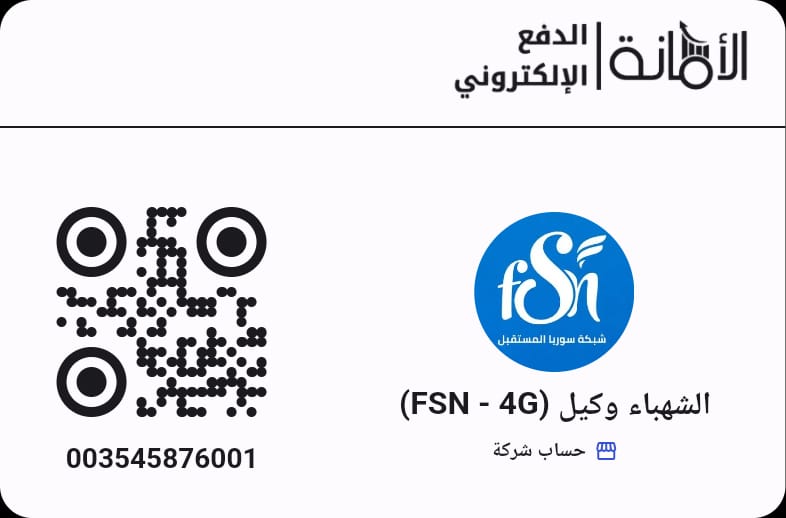 الأمانة
الدفع
الإلكتروني
fsn
شبكة سوريا المستقبل
الشهباء وكيل (FSN - 4G)
حساب شركة
003545876001